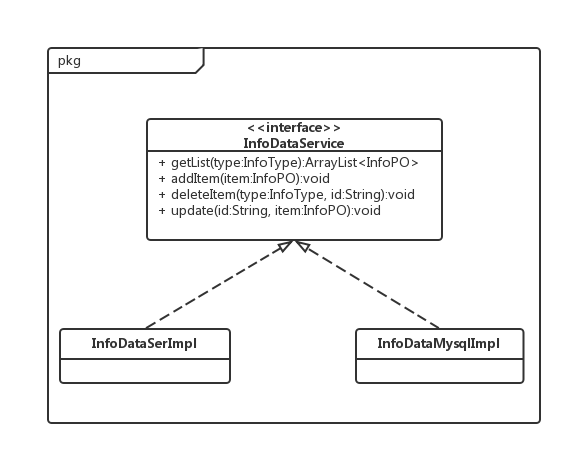 pkg
<<interface>>
InfoDataService
+ getList(type:InfoType):ArrayList<InfoPO>
+ addItem(item:InfoPO):void
+ deleteItem(type:InfoType, id:String):void
+ update(id:String, item:InfoPO):void
InfoDataSerImpl
InfoDataMysqlImpl